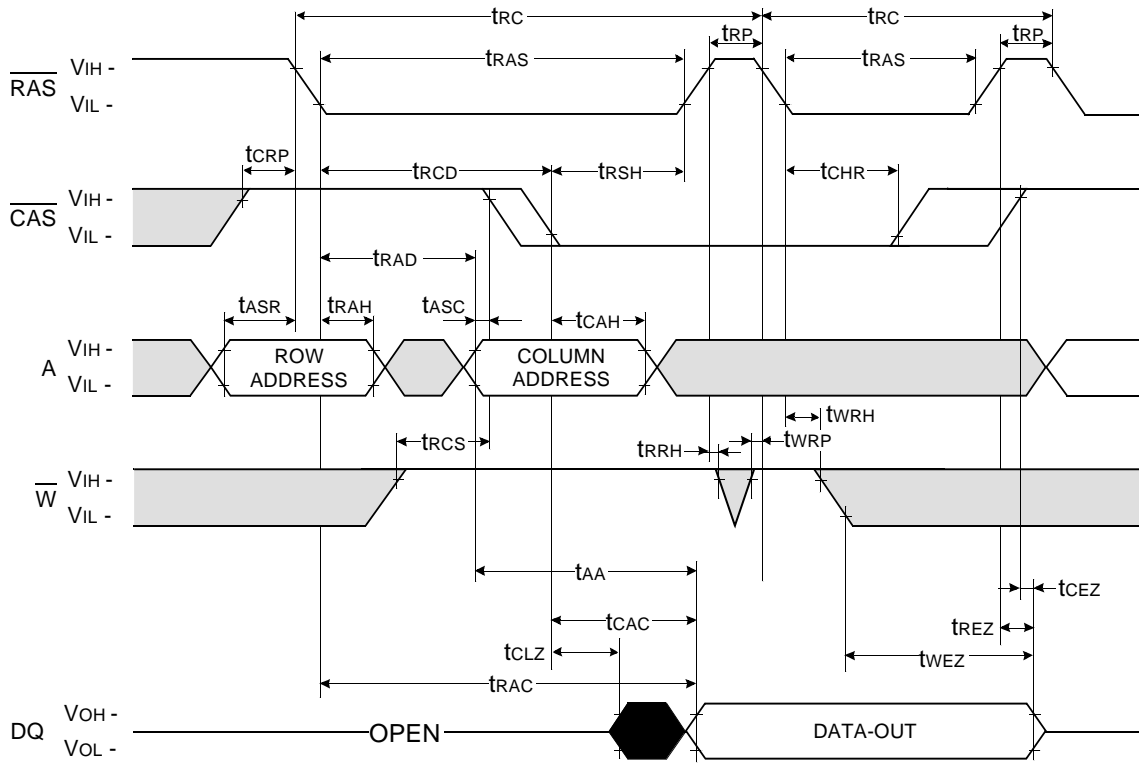 tRC tRC
tRP tRP
tRAS tRAS
RAS VIH -
VIL -
tCRP tRCD tRSH tCHR
CAS VIH -
VIL -
tRAD
tASR tRAH tASC tCAH
A VIH -
VIL -
ROW
ADDRESS
COLUMN
ADDRESS
tWRH
tRCS tRRH tWRP
W VIH -
VIL -
tAA
tCEZ
tCAC tREZ
tCLZ tWEZ
tRAC
DQ VOH -
VOL -
OPEN DATA-OUT